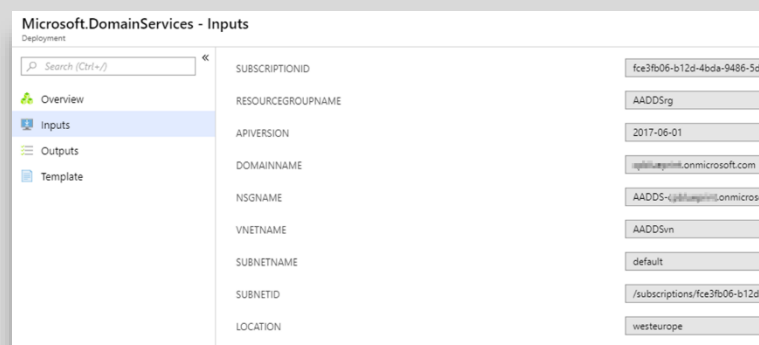 Microsoft.DomainServices - Inputs
Deployment
Search (Ctrl+/)
«
Overview
Inputs
Outputs
Template
SUBSCRIPTIONID fce3fb06-b12d-4bda-9486-5d
RESOURCEGROUPNAME AADDSrg
APIVERSION 2017-06-01
DOMAINNAME .onmicrosoft.com
NSGNAME AADDS- .onmicros
VNETNAME AADDSvn
SUBNETNAME default
SUBNETID /subscriptions/fce3fb06-b12d
LOCATION westeurope